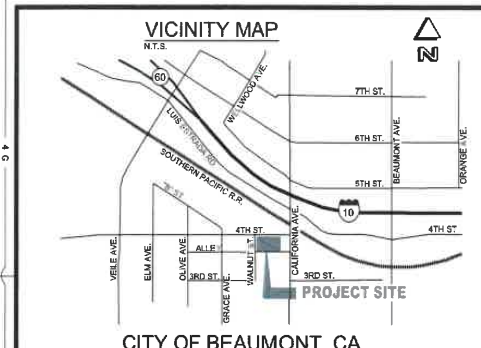 VICINITY MAP
N.T.S.
N
60
WELLWOOD AVE.
7TH ST.
LUIS ESTRADA RD.
6TH ST.
BEAUMONT AVE.
ORANGE AVE.
SOUTHERN PACIFIC R.R.
5TH ST.
"B" ST.
10
CALIFORNIA AVE.
4TH ST.
4TH ST.
VEILE AVE.
ELM AVE.
OLIVE AVE.
ALLEY
WALNUT ST.
3RD ST.
GRACE AVE.
3RD ST.
PROJECT SITE
CITY OF BEAUMONT, CA